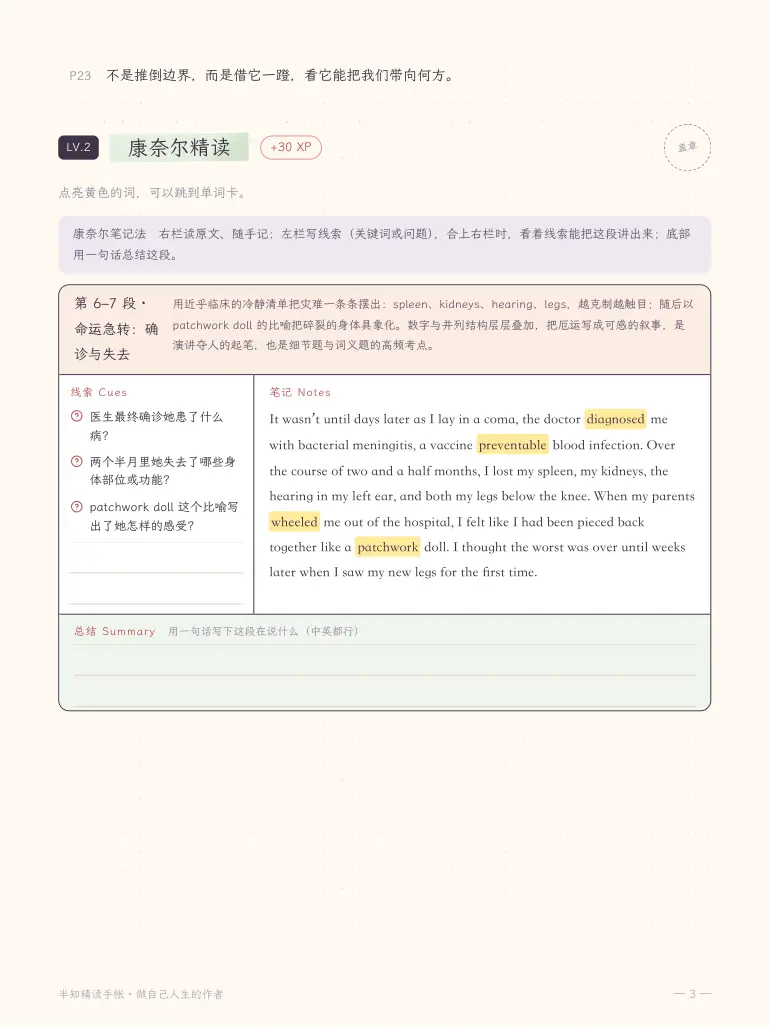 P23 不是推倒边界，而是借它一蹬，看它能把我们带向何方。
LV.2 康奈尔精读 +30 XP 盖章
点亮黄色的词，可以跳到单词卡。
康奈尔笔记法 右栏读原文、随手记；左栏写线索（关键词或问题），合上右栏时，看着线索能把这段讲出来；底部
用一句话总结这段。
第 6–7 段·
命运急转：确
诊与失去
用近乎临床的冷静清单把灾难一条条摆出：spleen、kidneys、hearing、legs，越克制越触目；随后以
patchwork doll 的比喻把碎裂的身体具象化。数字与并列结构层层叠加，把厄运写成可感的叙事，是
演讲夺人的起笔，也是细节题与词义题的高频考点。
线索 Cues
医生最终确诊她患了什么
病？
两个半月里她失去了哪些身
体部位或功能？
patchwork doll 这个比喻写
出了她怎样的感受？
笔记 Notes
It wasn’t until days later as I lay in a coma, the doctor diagnosed me
with bacterial meningitis, a vaccine preventable blood infection. Over
the course of two and a half months, I lost my spleen, my kidneys, the
hearing in my left ear, and both my legs below the knee. When my parents
wheeled me out of the hospital, I felt like I had been pieced back
together like a patchwork doll. I thought the worst was over until weeks
later when I saw my new legs for the first time.
总结 Summary 用一句话写下这段在说什么（中英都行）
半知精读手帐·做自己人生的作者
— 3 —